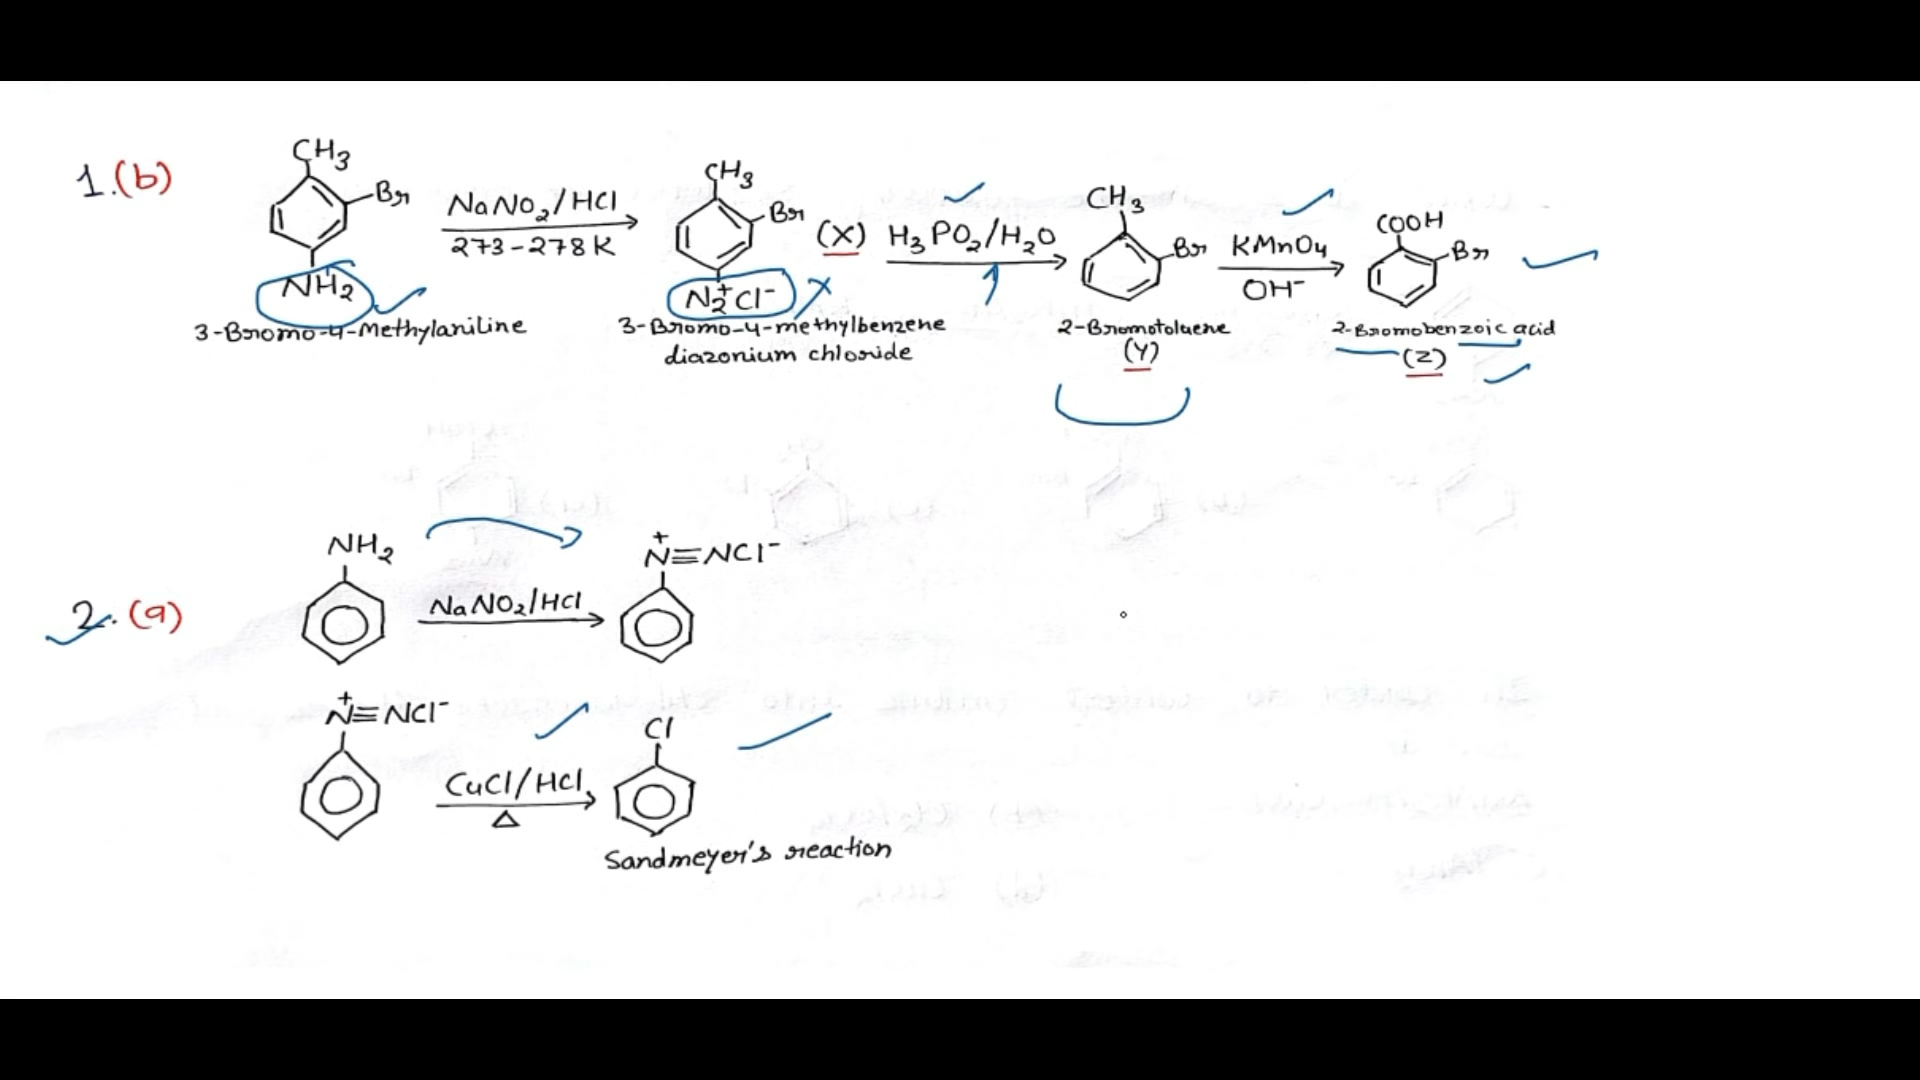 1.(b)
CH3
Br
NH2
3-Bromo-4-Methylaniline
NaNO2/HCl
273-278K
CH3
Br
N2+Cl-
(X)
3-Bromo-4-methylbenzene
diazonium chloride
H3PO2/H2O
CH3
Br
2-Bromotoluene
(Y)
KMnO4
OH-
COOH
Br
2-Bromobenzoic acid
(Z)
2.(a)
NH2
NaNO2/HCl
+
N≡NCl-
+
N≡NCl-
CuCl/HCl
Δ
Cl
Sandmeyer's reaction